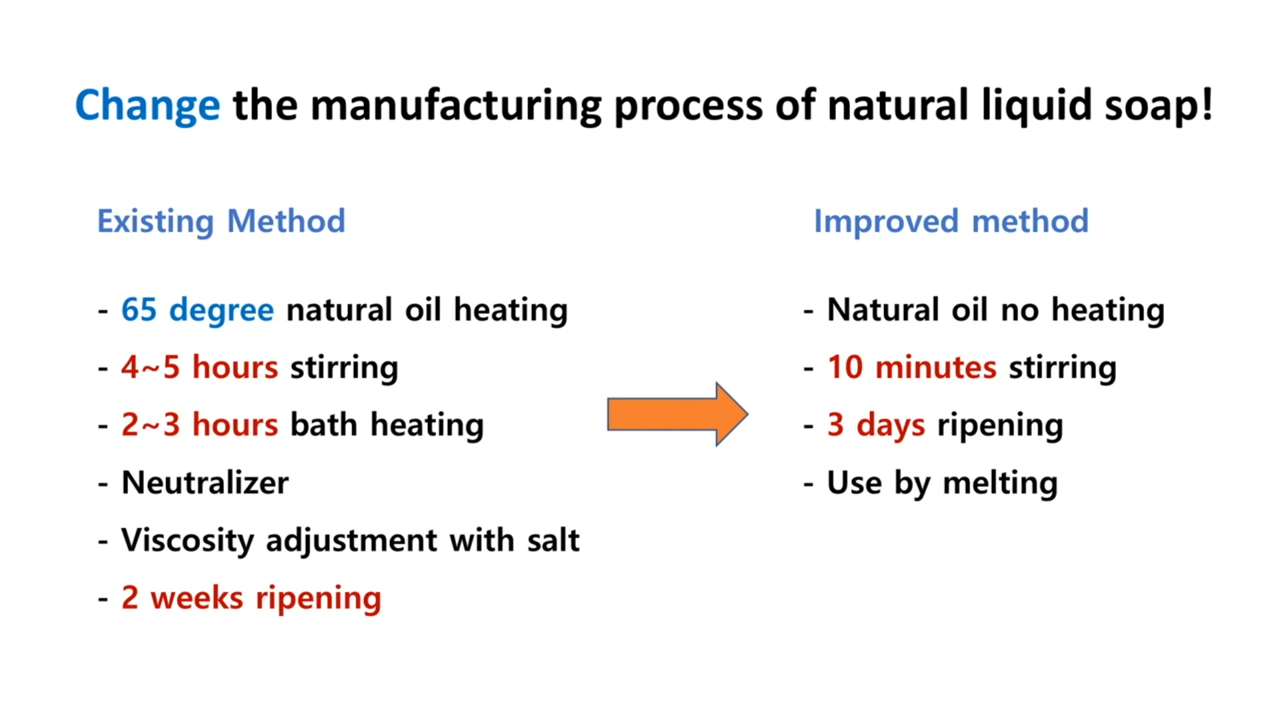 Change the manufacturing process of natural liquid soap!
Existing Method
- 65 degree natural oil heating
- 4~5 hours stirring
- 2~3 hours bath heating
- Neutralizer
- Viscosity adjustment with salt
- 2 weeks ripening
Improved method
- Natural oil no heating
- 10 minutes stirring
- 3 days ripening
- Use by melting